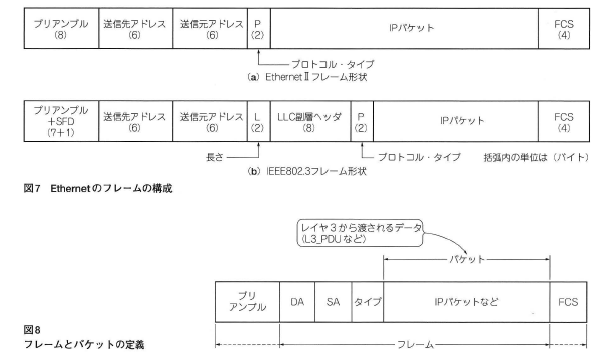 プリアンブル
(8)
送信先アドレス
(6)
送信元アドレス
(6)
P
(2)
IPパケット
FCS
(4)
プロトコル・タイプ
(a) EthernetⅡフレーム形状
プリアンブル
+SFD
(7+1)
送信先アドレス
(6)
送信元アドレス
(6)
L
(2)
LLC副層ヘッダ
(8)
P
(2)
IPパケット
FCS
(4)
長さ
プロトコル・タイプ
括弧内の単位は(バイト)
(b) IEEE802.3フレーム形状
図7 Ethernetのフレームの構成
レイヤ3から渡されるデータ
(L3_PDUなど)
パケット
プリ
アンブル
DA
SA
タイプ
IPパケットなど
FCS
フレーム
図8
フレームとパケットの定義